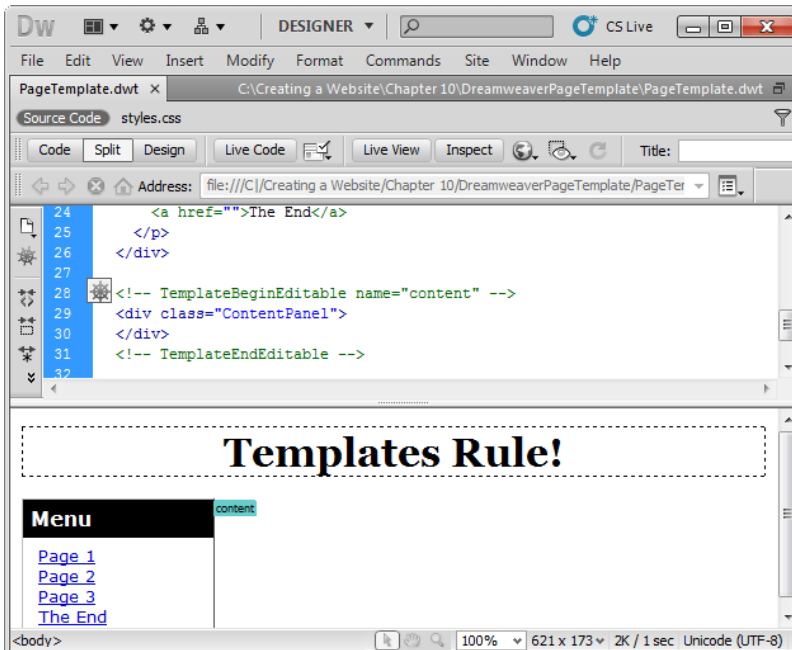 Dw DESIGNER CS Live
File Edit View Insert Modify Format Commands Site Window Help
PageTemplate.dwt × C:\Creating a Website\Chapter 10\DreamweaverPageTemplate\PageTemplate.dwt
Source Code styles.css
Code Split Design Live Code Live View Inspect Title:
Address: file:///C|/Creating a Website/Chapter 10/DreamweaverPageTemplate/PageTer
24 <a href="">The End</a>
25 </p>
26 </div>
27
28 <!-- TemplateBeginEditable name="content" -->
29 <div class="ContentPanel">
30 </div>
31 <!-- TemplateEndEditable -->
32
Templates Rule!
content
Menu
Page 1
Page 2
Page 3
The End
<body> 100% 621 x 173 2K / 1 sec Unicode (UTF-8)